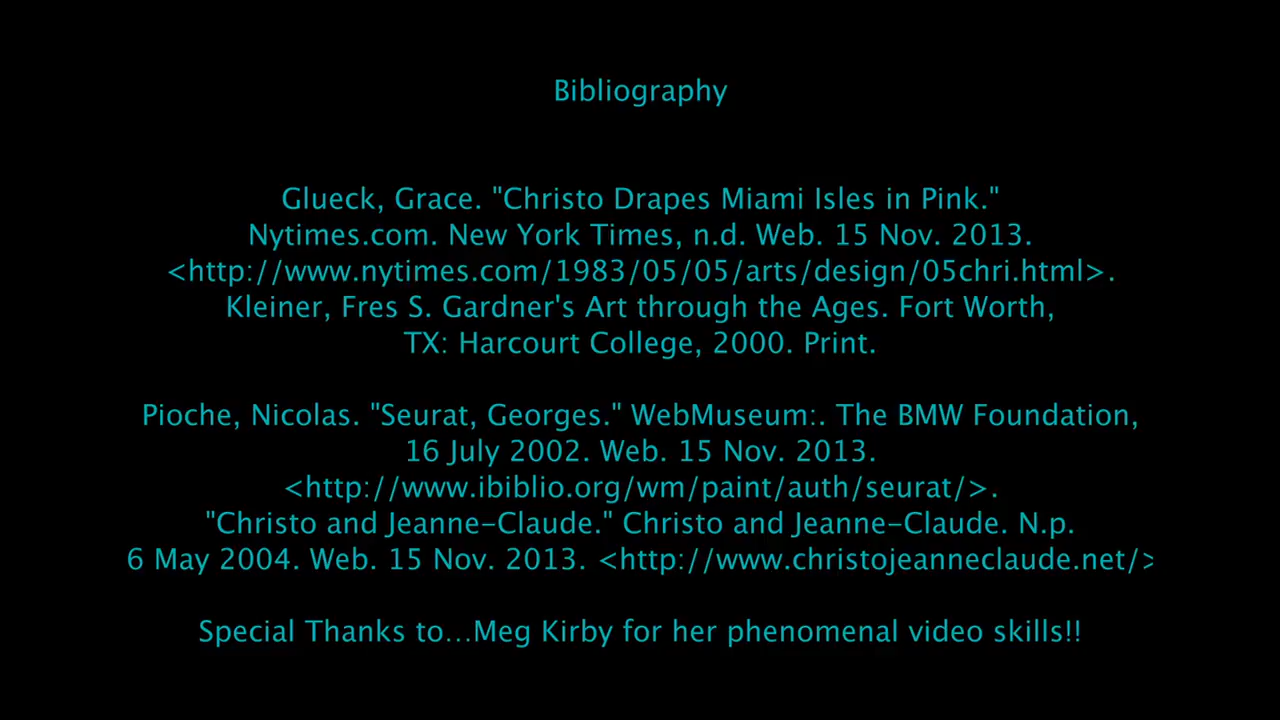 Bibliography
Glueck, Grace. "Christo Drapes Miami Isles in Pink."
Nytimes.com. New York Times, n.d. Web. 15 Nov. 2013.
<http://www.nytimes.com/1983/05/05/arts/design/05chri.html>.
Kleiner, Fres S. Gardner's Art through the Ages. Fort Worth,
TX: Harcourt College, 2000. Print.
Pioche, Nicolas. "Seurat, Georges." WebMuseum:. The BMW Foundation,
16 July 2002. Web. 15 Nov. 2013.
<http://www.ibiblio.org/wm/paint/auth/seurat/>.
"Christo and Jeanne-Claude." Christo and Jeanne-Claude. N.p.
6 May 2004. Web. 15 Nov. 2013. <http://www.christojeanneclaude.net/>
Special Thanks to...Meg Kirby for her phenomenal video skills!!